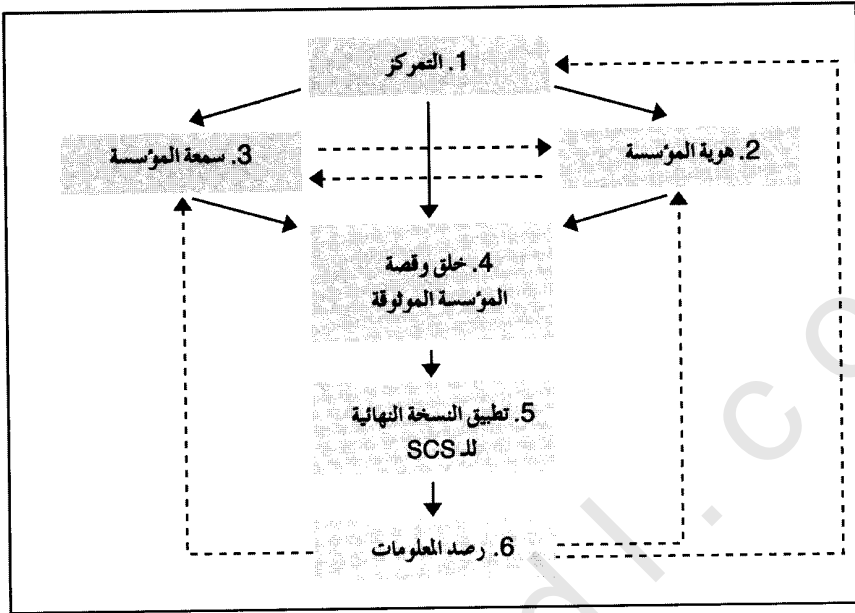 1. التمركز
2. هوية المؤسسة
3. سمعة المؤسسة
4. خلق وقصة
المؤسسة الموثوقة
5. تطبيق النسخة النهائية
للـ SCS
6. رصد المعلومات